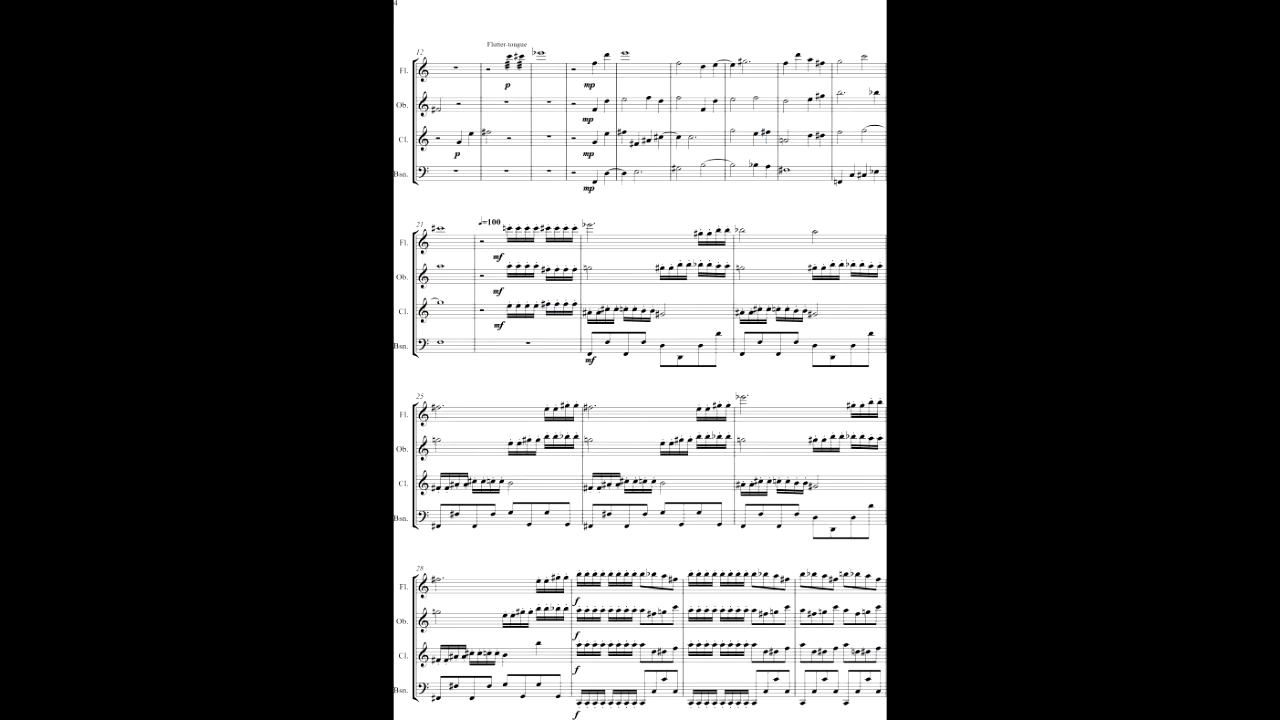 4
Flutter-tongue
12
Fl.
p
mp
Ob.
mp
Cl.
p
mp
Bsn.
mp
21
♩=100
Fl.
mf
Ob.
mf
Cl.
mf
Bsn.
mf
25
Fl.
Ob.
Cl.
Bsn.
28
Fl.
f
Ob.
f
Cl.
f
Bsn.
f